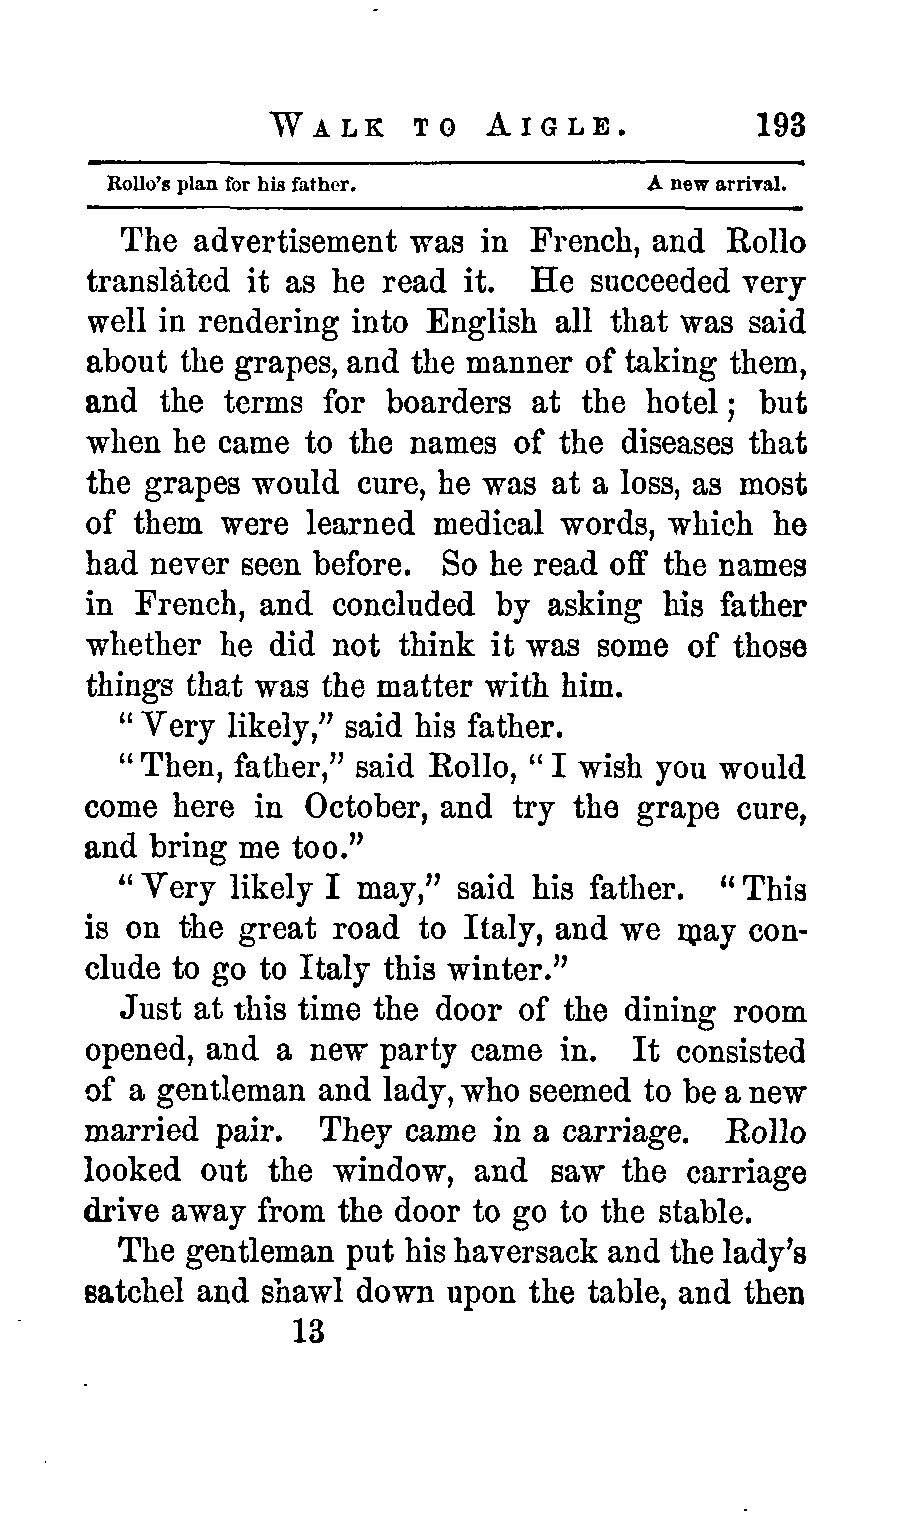 WALK TO AIGLE. 193
Rollo's plan for his father. A new arrival.
The advertisement was in French, and Rollo
translated it as he read it. He succeeded very
well in rendering into English all that was said
about the grapes, and the manner of taking them,
and the terms for boarders at the hotel; but
when he came to the names of the diseases that
the grapes would cure, he was at a loss, as most
of them were learned medical words, which he
had never seen before. So he read off the names
in French, and concluded by asking his father
whether he did not think it was some of those
things that was the matter with him.
"Very likely," said his father.
"Then, father," said Rollo, "I wish you would
come here in October, and try the grape cure,
and bring me too."
"Very likely I may," said his father. "This
is on the great road to Italy, and we may con-
clude to go to Italy this winter."
Just at this time the door of the dining room
opened, and a new party came in. It consisted
of a gentleman and lady, who seemed to be a new
married pair. They came in a carriage. Rollo
looked out the window, and saw the carriage
drive away from the door to go to the stable.
The gentleman put his haversack and the lady's
satchel and shawl down upon the table, and then
13